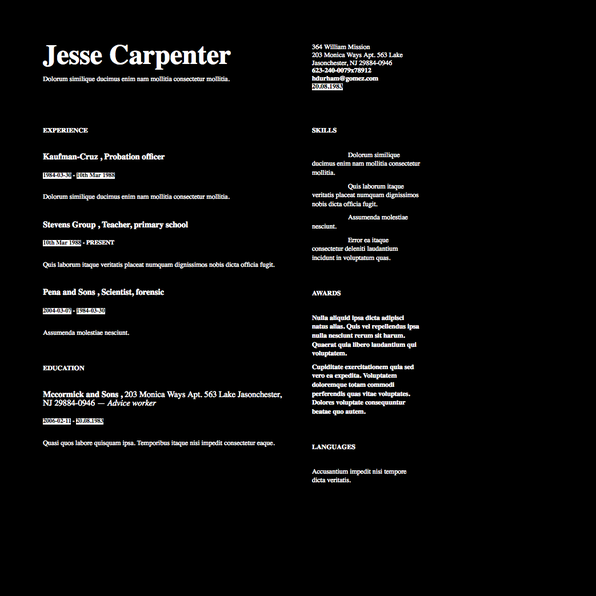 Jesse Carpenter
Dolorum similique ducimus enim nam mollitia consectetur mollitia.
364 William Mission
203 Monica Ways Apt. 563 Lake
Jasonchester, NJ 29884-0946
623-240-0079x78912
hdurham@gomez.com
20.08.1983
EXPERIENCE
Kaufman-Cruz , Probation officer
1984-03-30 - 10th Mar 1988
Dolorum similique ducimus enim nam mollitia consectetur mollitia.
Stevens Group , Teacher, primary school
10th Mar 1988 - PRESENT
Quis laborum itaque veritatis placeat numquam dignissimos nobis dicta officia fugit.
Pena and Sons , Scientist, forensic
2004-03-07 - 1984-03-30
Assumenda molestiae nesciunt.
EDUCATION
Mccormick and Sons , 203 Monica Ways Apt. 563 Lake Jasonchester,
NJ 29884-0946 — Advice worker
2006-02-11 - 20.08.1983
Quasi quos labore quisquam ipsa. Temporibus itaque nisi impedit consectetur eaque.
SKILLS
Dolorum similique
ducimus enim nam mollitia consectetur
mollitia.
Quis laborum itaque
veritatis placeat numquam dignissimos
nobis dicta officia fugit.
Assumenda molestiae
nesciunt.
Error ea itaque
consectetur deleniti laudantium
incidunt in voluptatum quas.
AWARDS
Nulla aliquid ipsa dicta adipisci
natus alias. Quis vel repellendus ipsa
nulla nesciunt rerum sit harum.
Quaerat quia libero laudantium qui
voluptatem.
Cupiditate exercitationem quia sed
vero ea expedita. Voluptatem
doloremque totam commodi
perferendis quas vitae voluptates.
Dolores voluptate consequuntur
beatae quo autem.
LANGUAGES
Accusantium impedit nisi tempore
dicta veritatis.